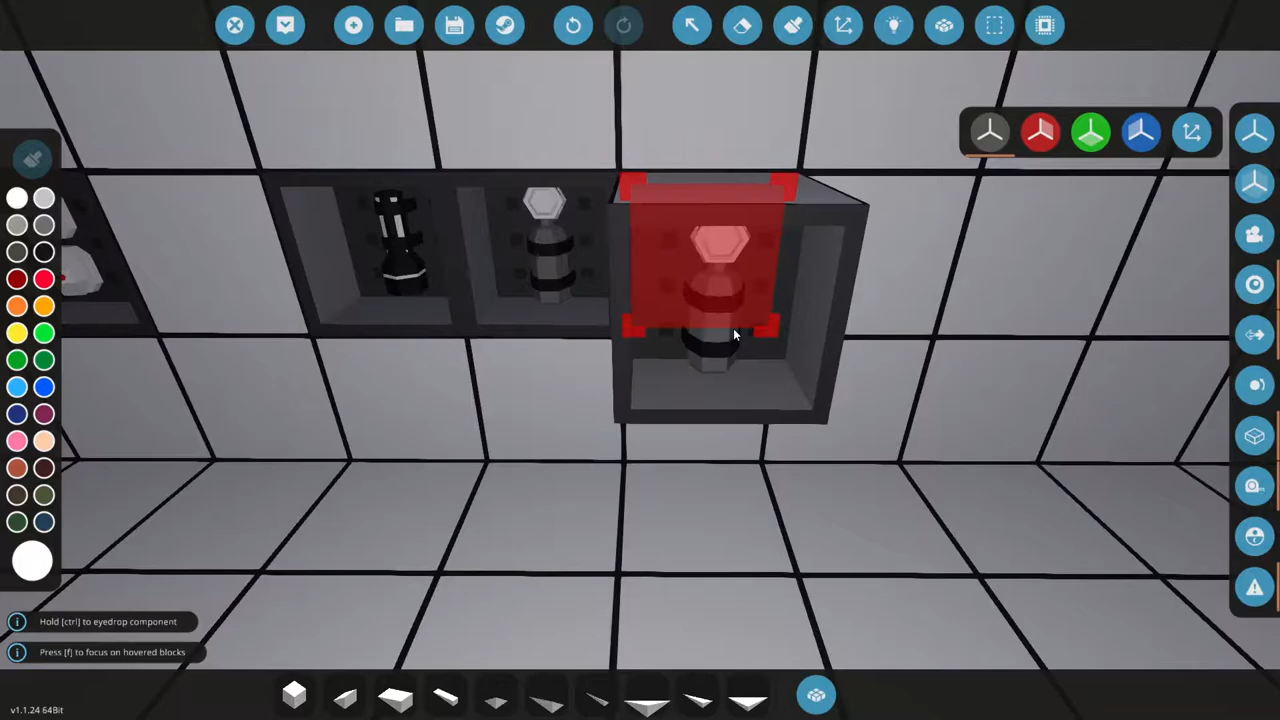 Hold [ctrl] to eyedrop component
Press [f] to focus on hovered blocks
v1.1.24 64Bit